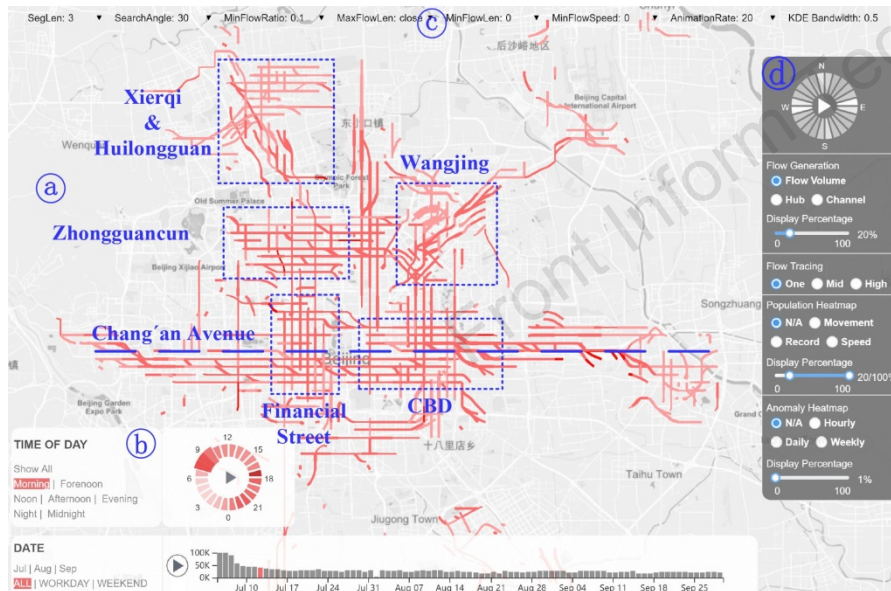 SegLen: 3 ▼ SearchAngle: 30 ▼ MinFlowRatio: 0.1 ▼ MaxFlowLen: close ▼ MinFlowLen: 0 ▼ MinFlowSpeed: 0 ▼ AnimationRate: 20 ▼ KDE Bandwidth: 0.5
c
后沙峪地区
d
N
W E
S
Xierqi
&
Huilongguan
东小口镇
Beijing Capital
International Airport
Wangjing
a
Park
Old Summer Palace
Zhongguancun
Beijing Xijiao Airport
Chang´an Avenue
Beijing
Songzhuang
Beijing Garden
Expo Park
Financial
Street
CBD
十八里店乡
Taihu Town
Jiugong Town
Front Inform
Flow Generation
Flow Volume
Hub Channel
Display Percentage
20%
0 100
Flow Tracing
One Mid High
Population Heatmap
N/A Movement
Record Speed
Display Percentage
20/100%
0 100
Anomaly Heatmap
N/A Hourly
Daily Weekly
Display Percentage
1%
0 100
b
TIME OF DAY
Show All
Morning | Forenoon
Noon | Afternoon | Evening
Night | Midnight
12
9 15
6 18
3 21
0
DATE
Jul | Aug | Sep
ALL | WORKDAY | WEEKEND
100K
50K
0K
Jul 10 Jul 17 Jul 24 Jul 31 Aug 07 Aug 14 Aug 21 Aug 28 Sep 04 Sep 11 Sep 18 Sep 25